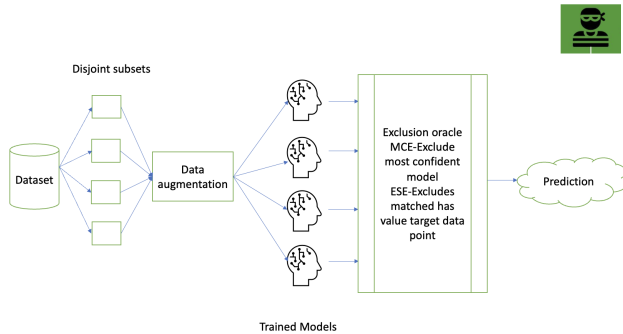 Disjoint subsets
Dataset
Data
augmentation
Exclusion oracle
MCE-Exclude
most confident
model
ESE-Excludes
matched has
value target data
point
Prediction
Trained Models